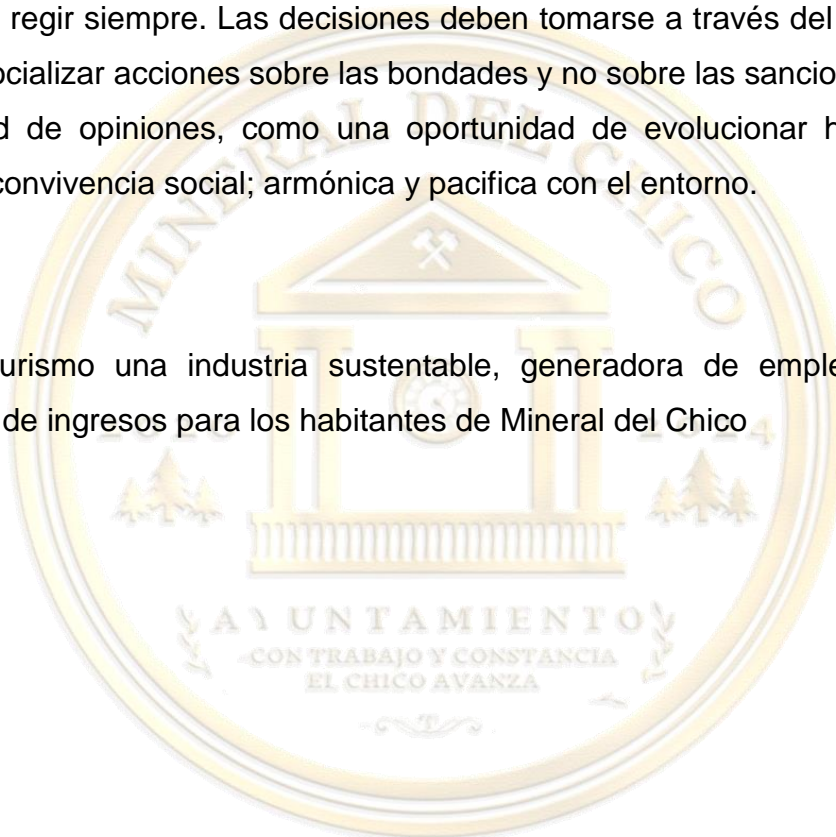 regir siempre. Las decisiones deben tomarse a través del
ocializar acciones sobre las bondades y no sobre las sancio
d de opiniones, como una oportunidad de evolucionar h
convivencia social; armónica y pacifica con el entorno.
MINERAL DEL CHICO
urismo una industria sustentable, generadora de emple
de ingresos para los habitantes de Mineral del Chico
2020 2024
AYUNTAMIENTO
CON TRABAJO Y CONSTANCIA
EL CHICO AVANZA